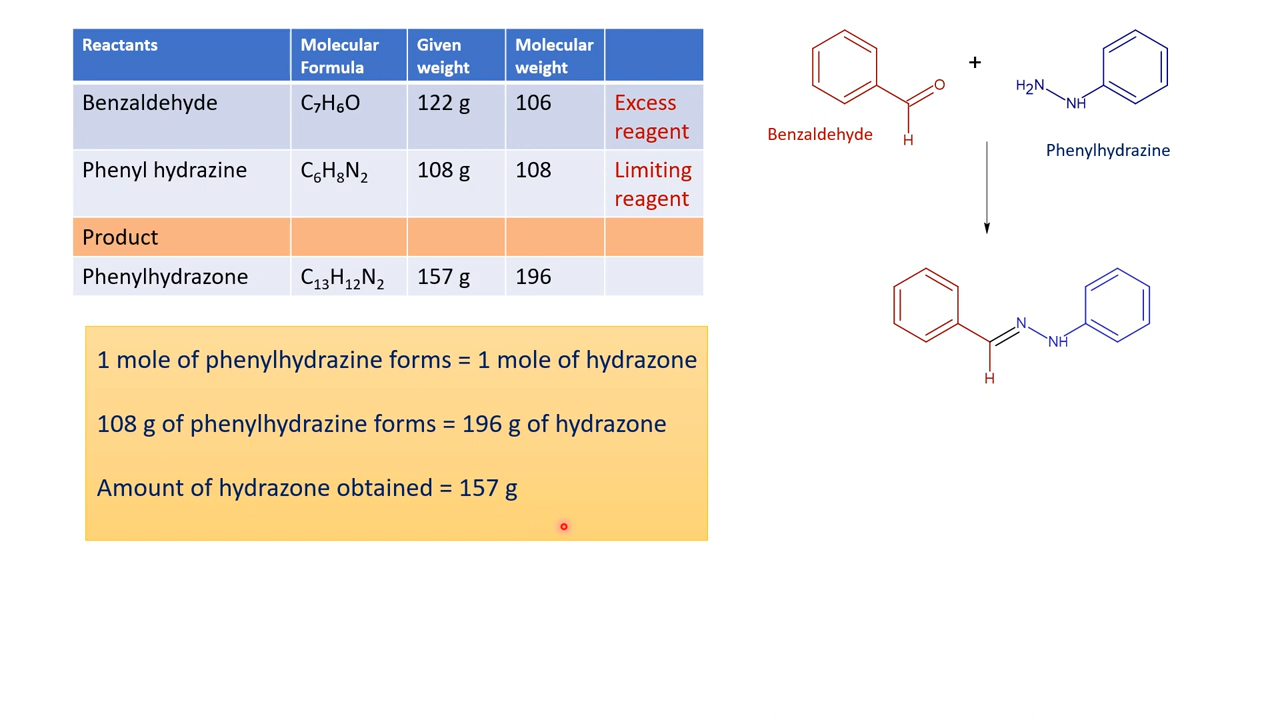 Reactants
Molecular
Formula
Given
weight
Molecular
weight
Benzaldehyde
C₇H₆O
122 g
106
Excess
reagent
Phenyl hydrazine
C₆H₈N₂
108 g
108
Limiting
reagent
Product
Phenylhydrazone
C₁₃H₁₂N₂
157 g
196
1 mole of phenylhydrazine forms = 1 mole of hydrazone
108 g of phenylhydrazine forms = 196 g of hydrazone
Amount of hydrazone obtained = 157 g
O
H
Benzaldehyde
+
H₂N
NH
Phenylhydrazine
N
NH
H